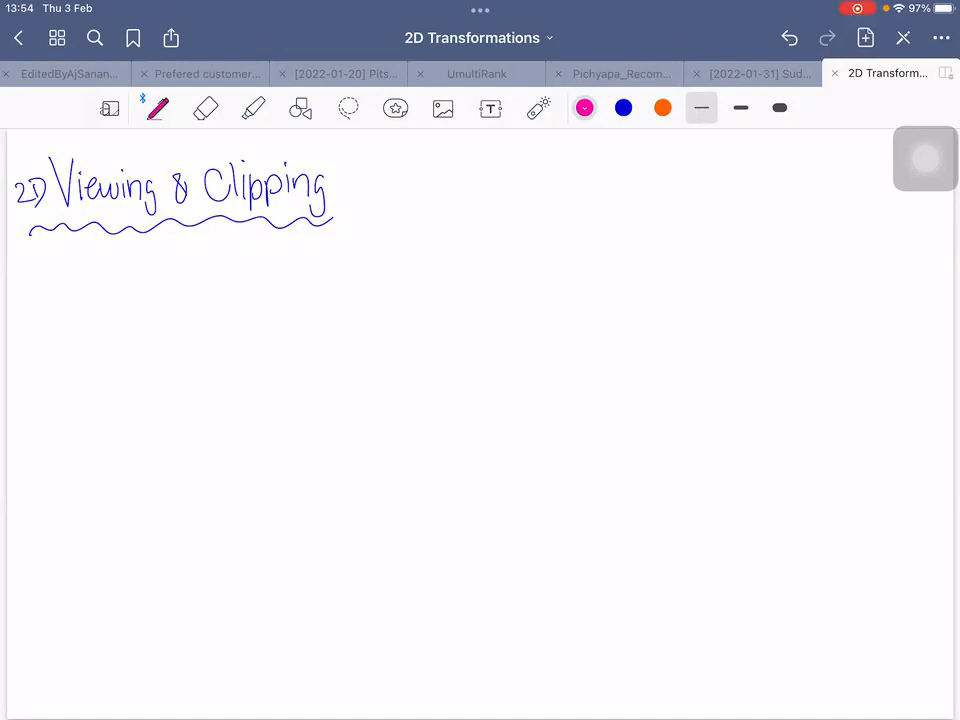 13:54 Thu 3 Feb
97%
2D Transformations
EditedByAjSanan...
Prefered customer...
[2022-01-20] Pits...
UmultiRank
Pichyapa_Recom...
[2022-01-31] Sud...
2D Transform...
T
2D Viewing & Clipping